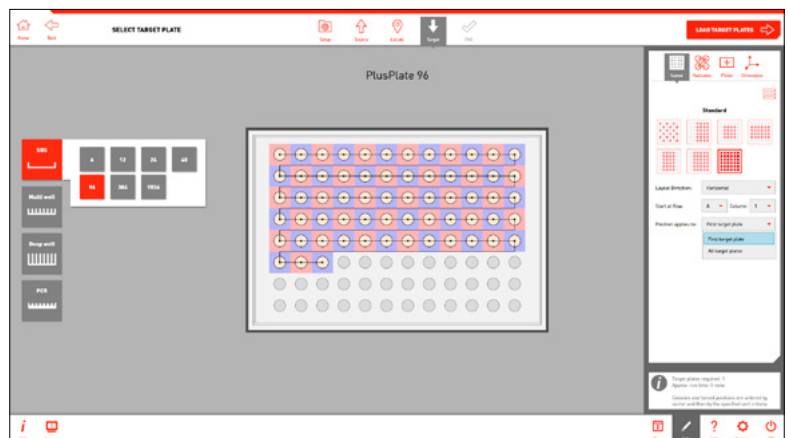 Home
Back
SELECT TARGET PLATE
Setup
Source
Target
LOAD TARGET PLATES
PlusPlate 96
SBS
6
12
24
48
96
384
1536
Multi well
Deep well
PCR
Standard
Layout Direction:
Horizontal
Start at Row:
A
Column:
1
Position applies to:
First target plate
First target plate
All target plates
Target plates required: 1
i
i
?